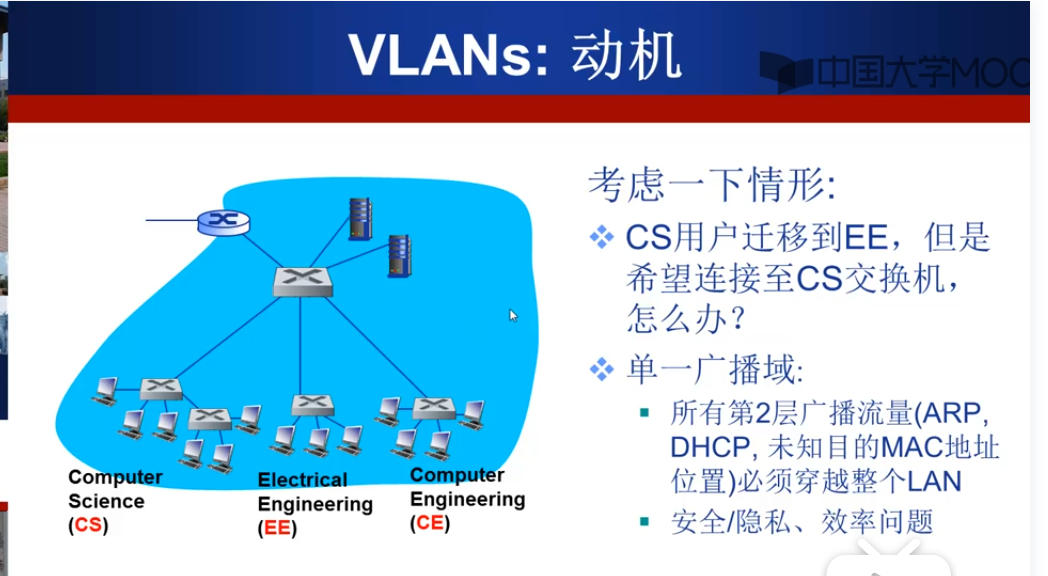 VLANs: 动机
中国大学MOC
考虑一下情形:
❖ CS用户迁移到EE，但是
希望连接至CS交换机，
怎么办？
❖ 单一广播域:
▪ 所有第2层广播流量(ARP,
DHCP, 未知目的MAC地址
位置)必须穿越整个LAN
▪ 安全/隐私、效率问题
Computer
Science
(CS)
Electrical
Engineering
(EE)
Computer
Engineering
(CE)